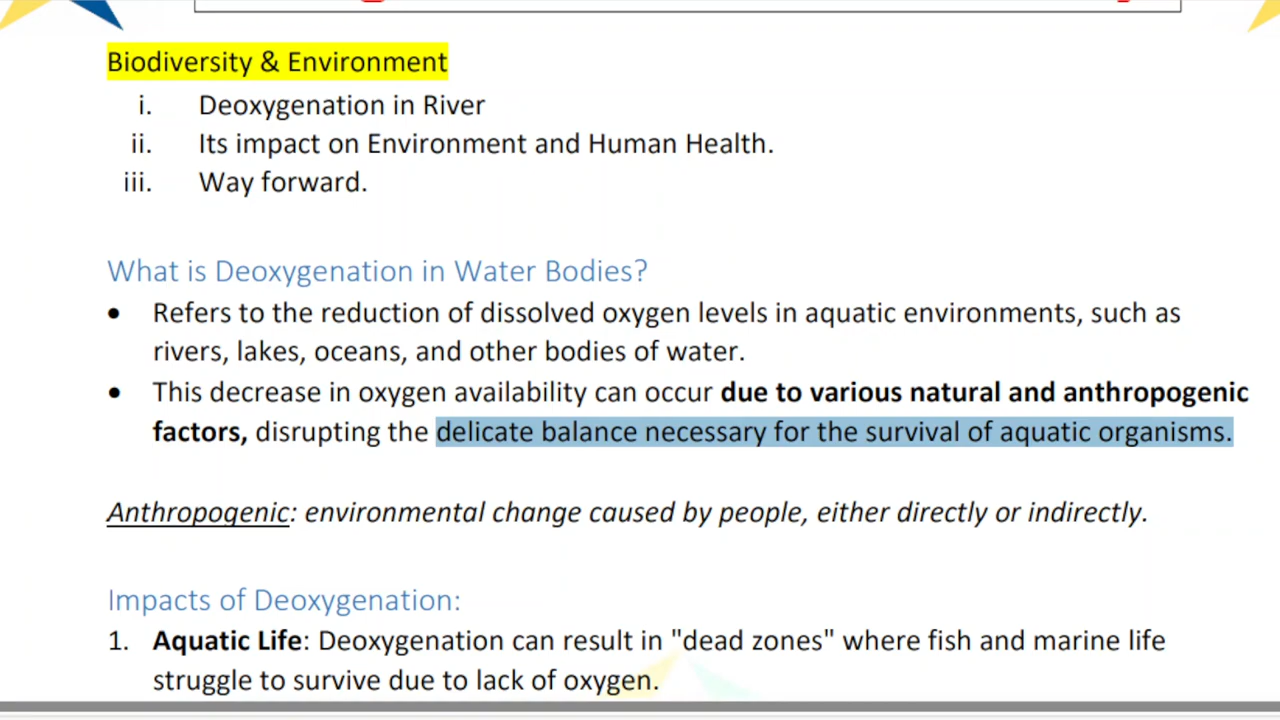 Biodiversity & Environment
i. Deoxygenation in River
ii. Its impact on Environment and Human Health.
iii. Way forward.
What is Deoxygenation in Water Bodies?
• Refers to the reduction of dissolved oxygen levels in aquatic environments, such as
rivers, lakes, oceans, and other bodies of water.
• This decrease in oxygen availability can occur due to various natural and anthropogenic
factors, disrupting the delicate balance necessary for the survival of aquatic organisms.
Anthropogenic: environmental change caused by people, either directly or indirectly.
Impacts of Deoxygenation:
1. Aquatic Life: Deoxygenation can result in "dead zones" where fish and marine life
struggle to survive due to lack of oxygen.